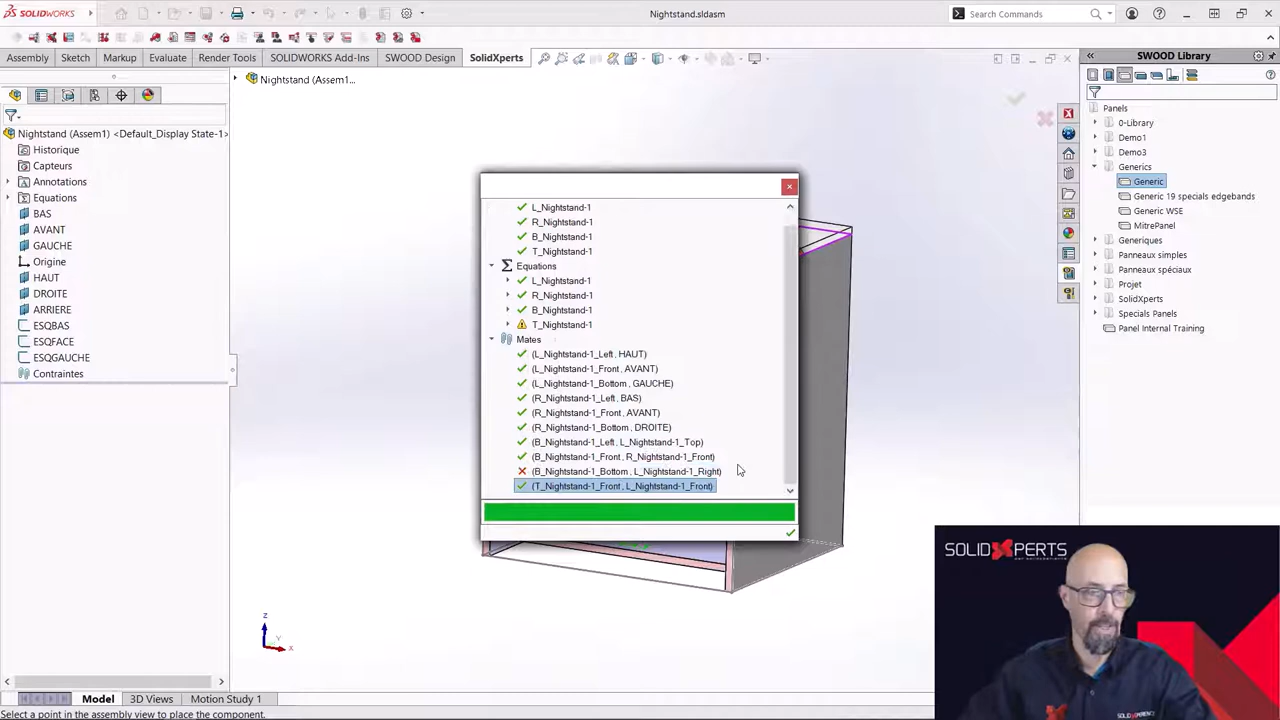 SOLIDWORKS
Nightstand.sldasm
Search Commands
Assembly
Sketch
Markup
Evaluate
Render Tools
SOLIDWORKS Add-Ins
SWOOD Design
SolidXperts
SWOOD Library
Nightstand (Assem1...
Nightstand (Assem1) <Default_Display State-1>
Historique
Capteurs
Annotations
Equations
BAS
AVANT
GAUCHE
Origine
HAUT
DROITE
ARRIERE
ESQBAS
ESQFACE
ESQGAUCHE
Contraintes
L_Nightstand-1
R_Nightstand-1
B_Nightstand-1
T_Nightstand-1
Equations
L_Nightstand-1
R_Nightstand-1
B_Nightstand-1
T_Nightstand-1
Mates
(L_Nightstand-1_Left , HAUT)
(L_Nightstand-1_Front , AVANT)
(L_Nightstand-1_Bottom , GAUCHE)
(R_Nightstand-1_Left , BAS)
(R_Nightstand-1_Front , AVANT)
(R_Nightstand-1_Bottom , DROITE)
(B_Nightstand-1_Left , L_Nightstand-1_Top)
(B_Nightstand-1_Front , R_Nightstand-1_Front)
(B_Nightstand-1_Bottom , L_Nightstand-1_Right)
(T_Nightstand-1_Front , L_Nightstand-1_Front)
Panels
0-Library
Demo1
Demo3
Generics
Generic
Generic 19 specials edgebands
Generic WSE
MitrePanel
Generiques
Panneaux simples
Panneaux spéciaux
Projet
SolidXperts
Specials Panels
Panel Internal Training
Z
Y
X
Model
3D Views
Motion Study 1
Select a point in the assembly view to place the component.
SOLIDXPERTS